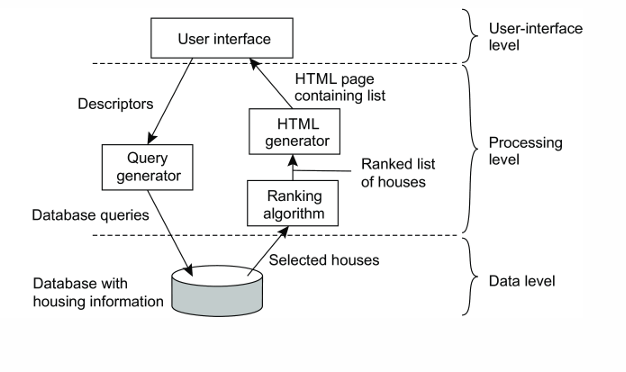 User interface
User-interface
level
HTML page
containing list
Descriptors
HTML
generator
Processing
level
Query
generator
Ranked list
of houses
Ranking
algorithm
Database queries
Selected houses
Database with
housing information
Data level